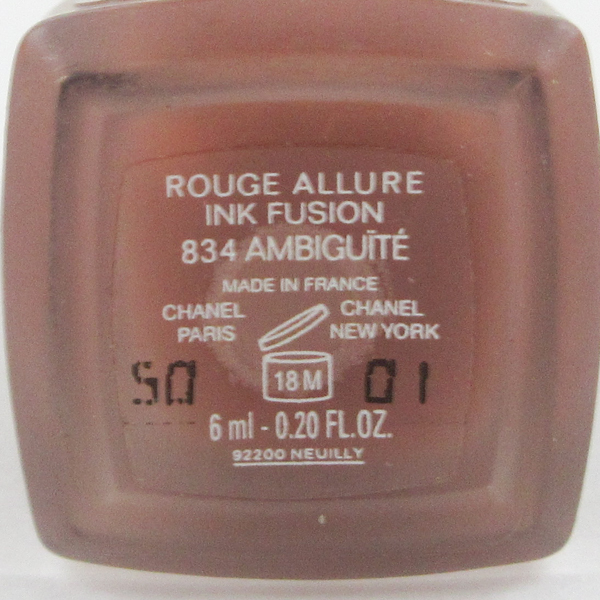 ROUGE ALLURE
INK FUSION
834 AMBIGUÏTÉ
MADE IN FRANCE
CHANEL CHANEL
PARIS NEW YORK
50 18M 01
6 ml - 0.20 FL.OZ.
92200 NEUILLY